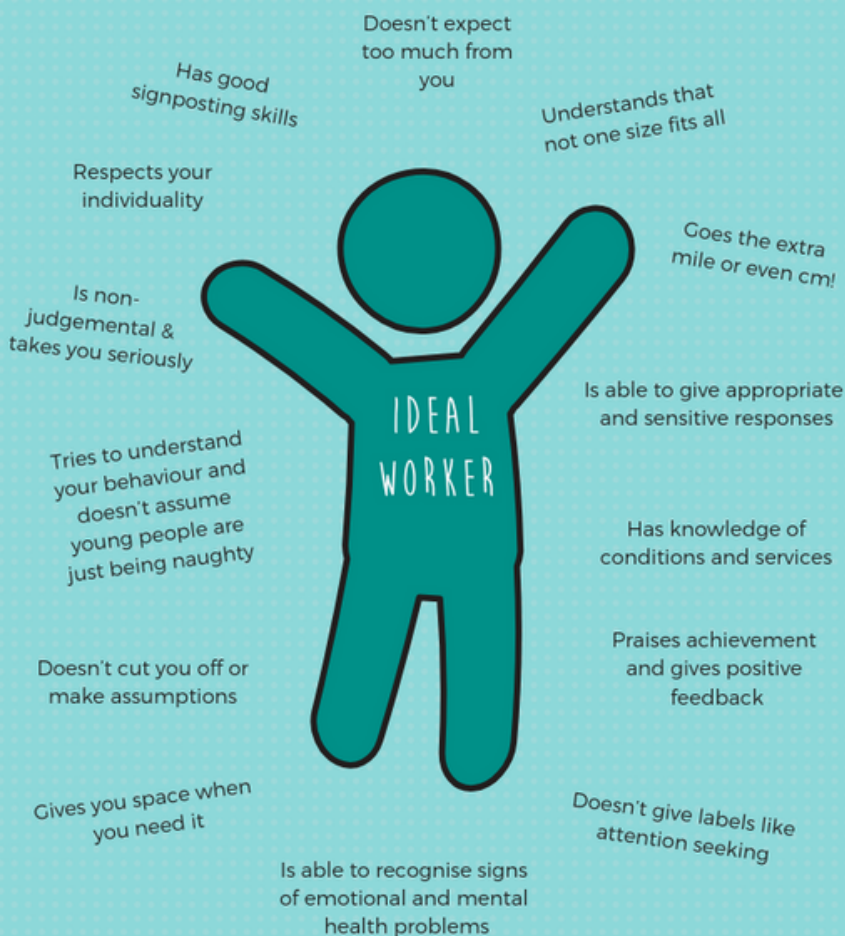 Doesn't expect
too much from
you
Has good
signposting skills
Understands that
not one size fits all
Respects your
individuality
Goes the extra
mile or even cm!
Is non-
judgemental &
takes you seriously
IDEAL
WORKER
Is able to give appropriate
and sensitive responses
Tries to understand
your behaviour and
doesn't assume
young people are
just being naughty
Has knowledge of
conditions and services
Doesn't cut you off or
make assumptions
Praises achievement
and gives positive
feedback
Gives you space when
you need it
Doesn't give labels like
attention seeking
Is able to recognise signs
of emotional and mental
health problems